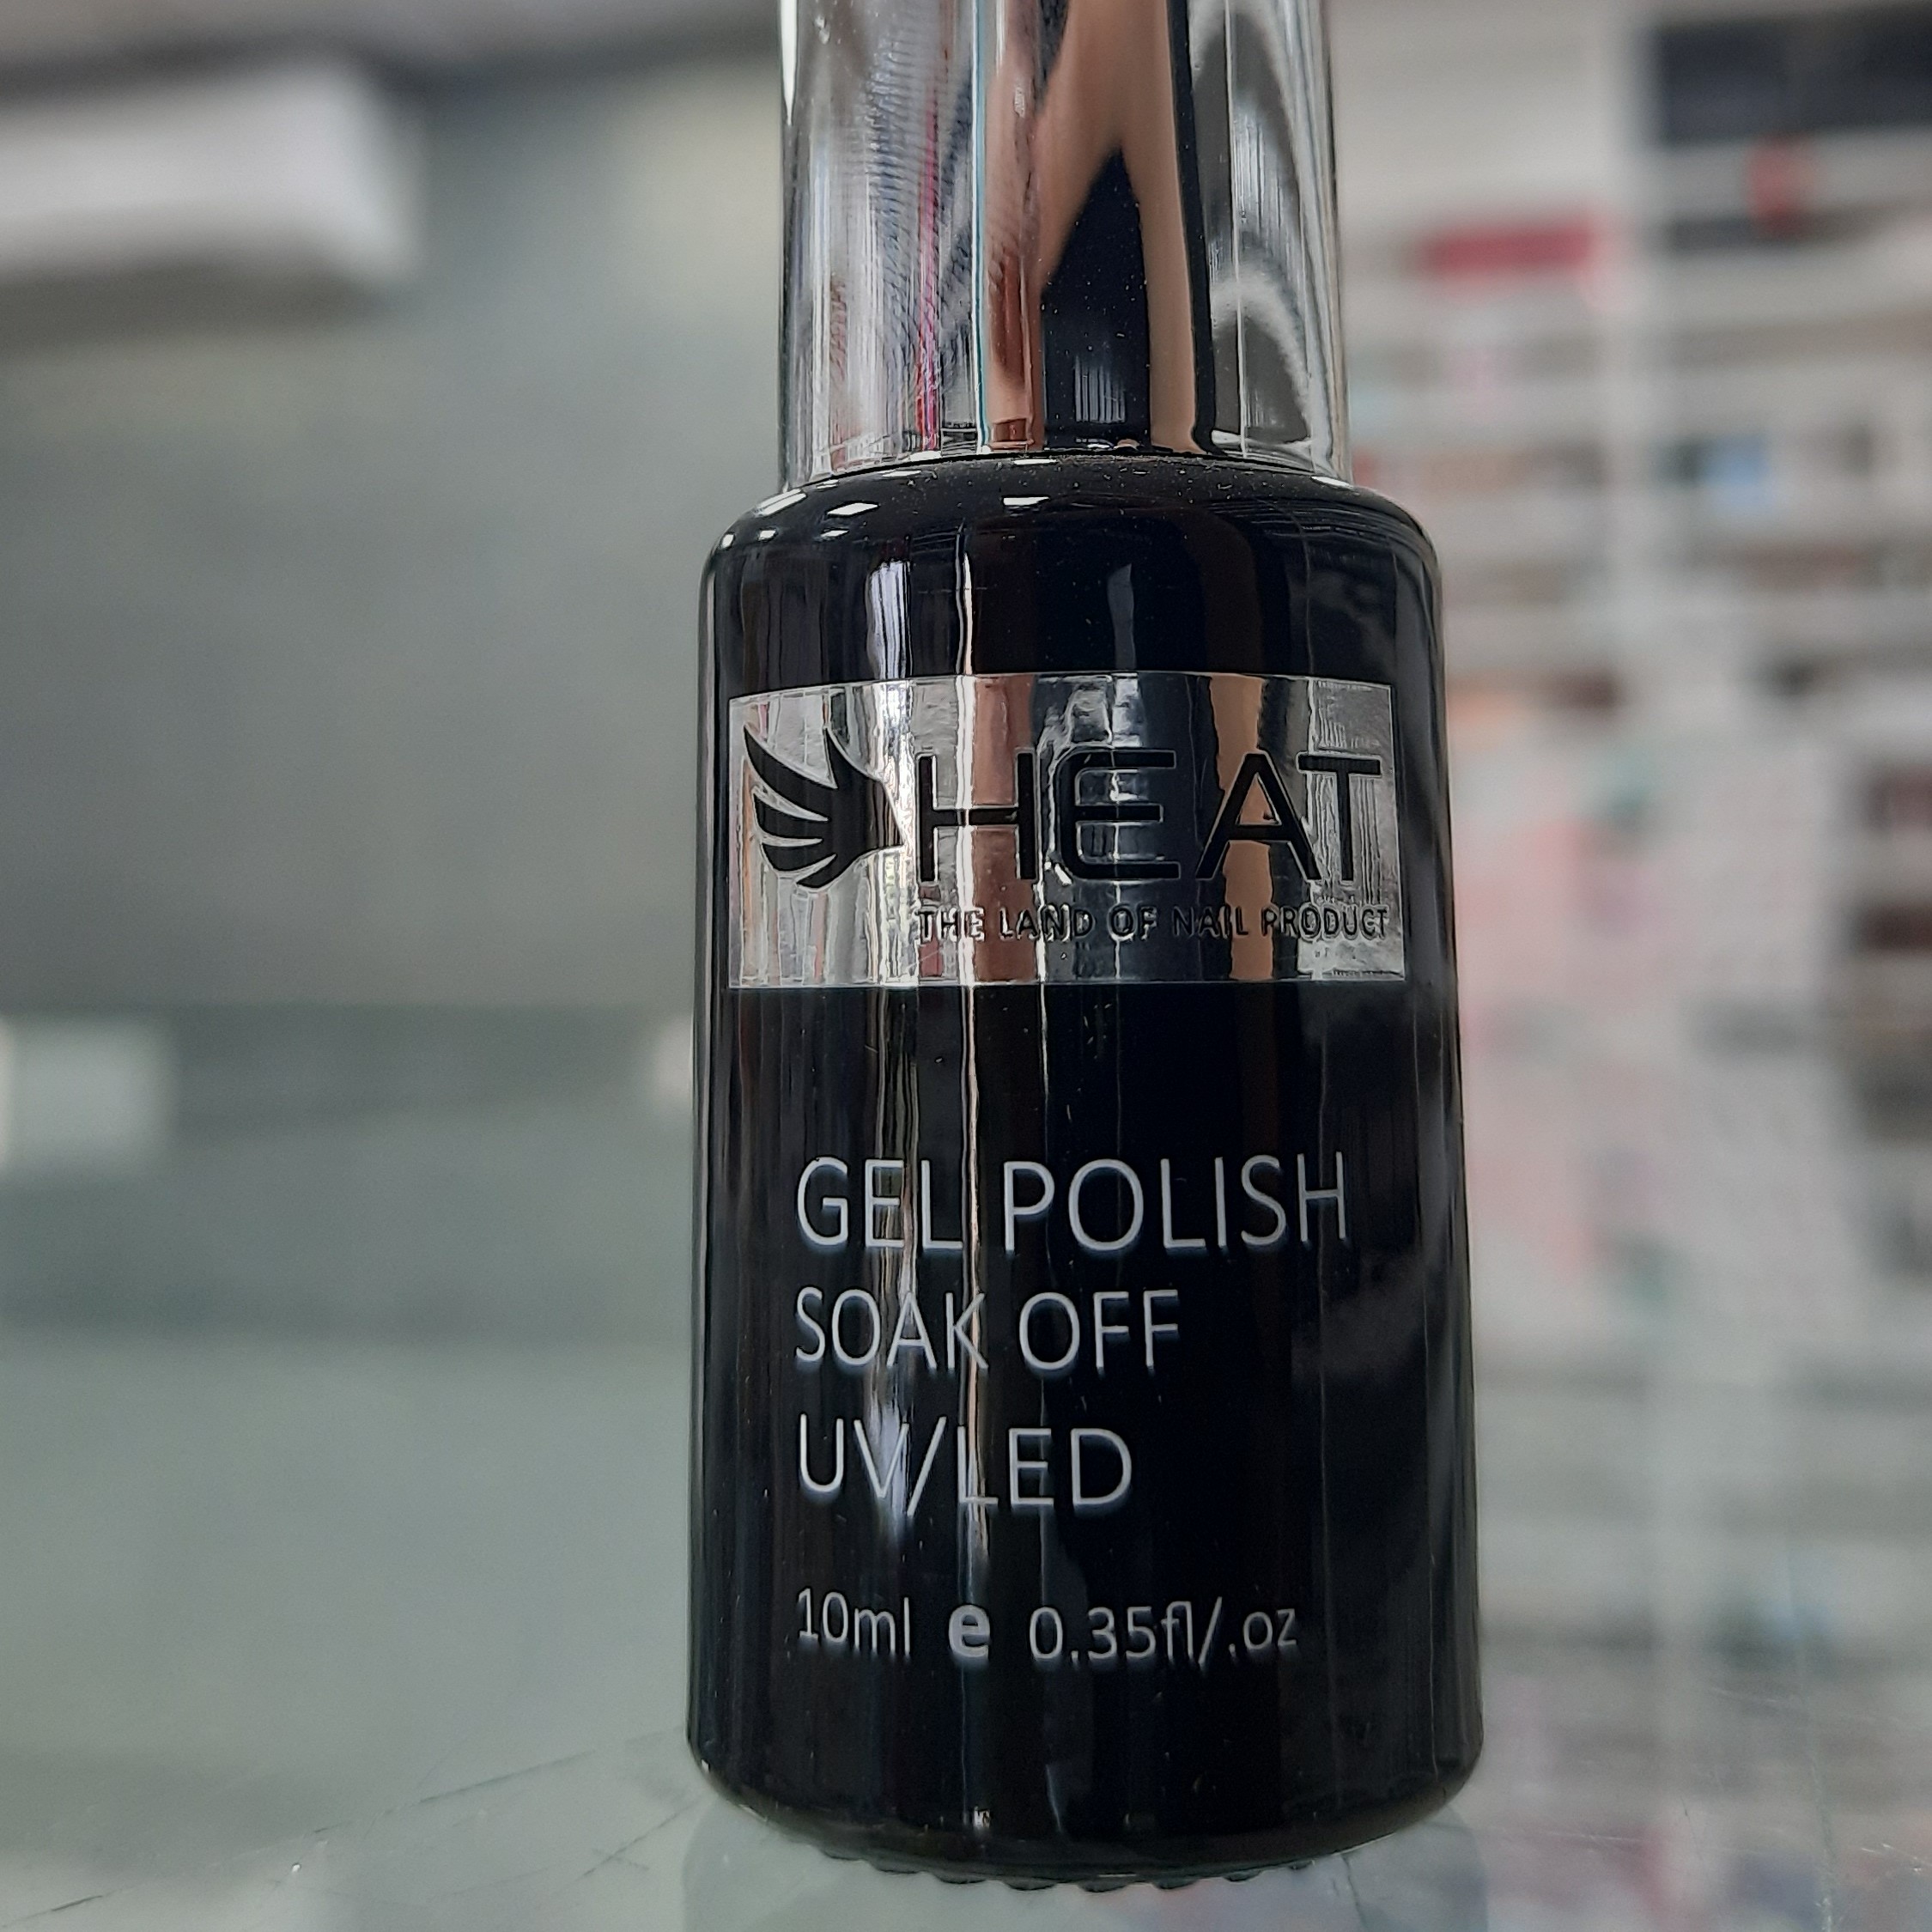 HEAT
THE LAND OF NAIL PRODUCT
GEL POLISH
SOAK OFF
UV/LED
10ml e 0.35fl/.oz